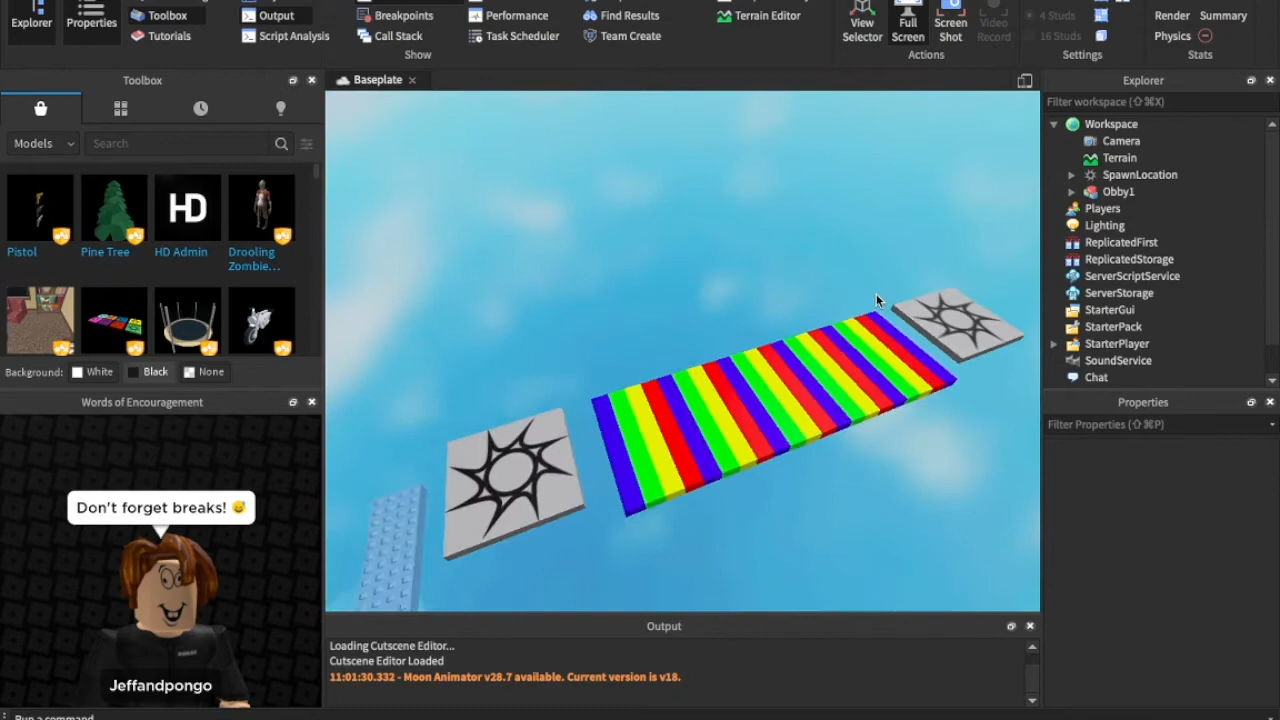 Explorer
Properties
Toolbox
Tutorials
Output
Script Analysis
Breakpoints
Call Stack
Performance
Task Scheduler
Find Results
Team Create
Terrain Editor
Show
View Selector
Full Screen
Screen Shot
Video Record
Actions
4 Studs
16 Studs
Settings
Render
Summary
Physics
Stats
Toolbox
Baseplate
Models
Search
Pistol
Pine Tree
HD
HD Admin
Drooling
Zombie...
Background:
White
Black
None
Words of Encouragement
Don't forget breaks! 😅
Jeffandpongo
Output
Loading Cutscene Editor...
Cutscene Editor Loaded
11:01:30.332 - Moon Animator v28.7 available. Current version is v18.
Explorer
Filter workspace (⇧⌘X)
Workspace
Camera
Terrain
SpawnLocation
Obby1
Players
Lighting
ReplicatedFirst
ReplicatedStorage
ServerScriptService
ServerStorage
StarterGui
StarterPack
StarterPlayer
SoundService
Chat
Properties
Filter Properties (⇧⌘P)
Run a command